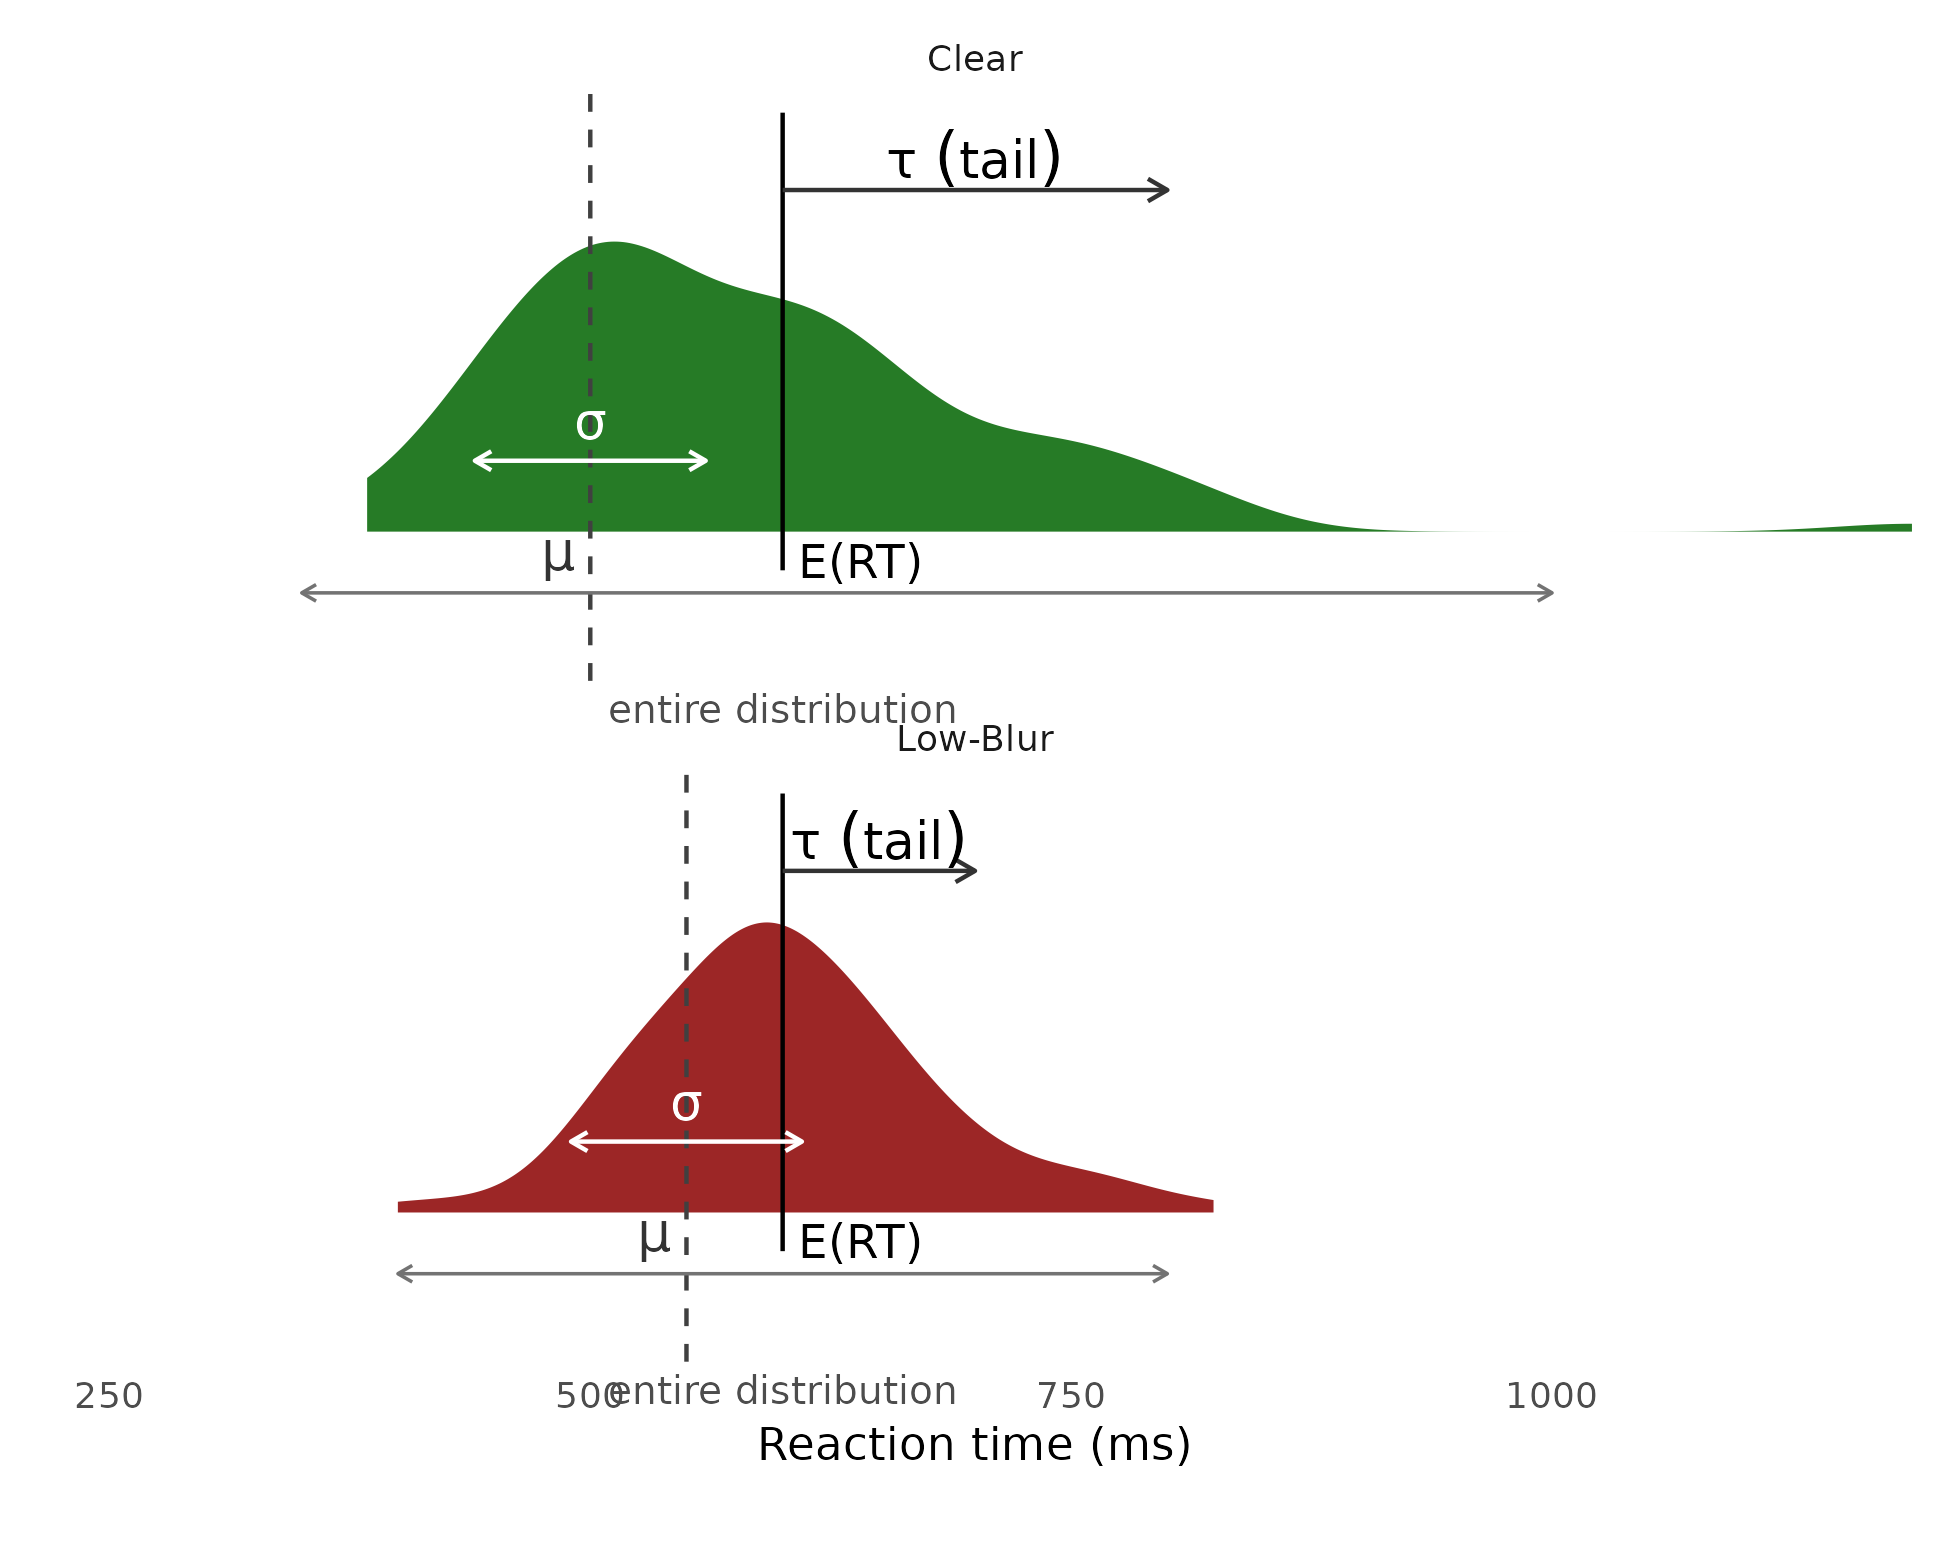 Clear
τ (tail)
σ
μ
E(RT)
entire distribution
Low-Blur
τ (tail)
σ
μ
E(RT)
entire distribution
250 500 750 1000
Reaction time (ms)